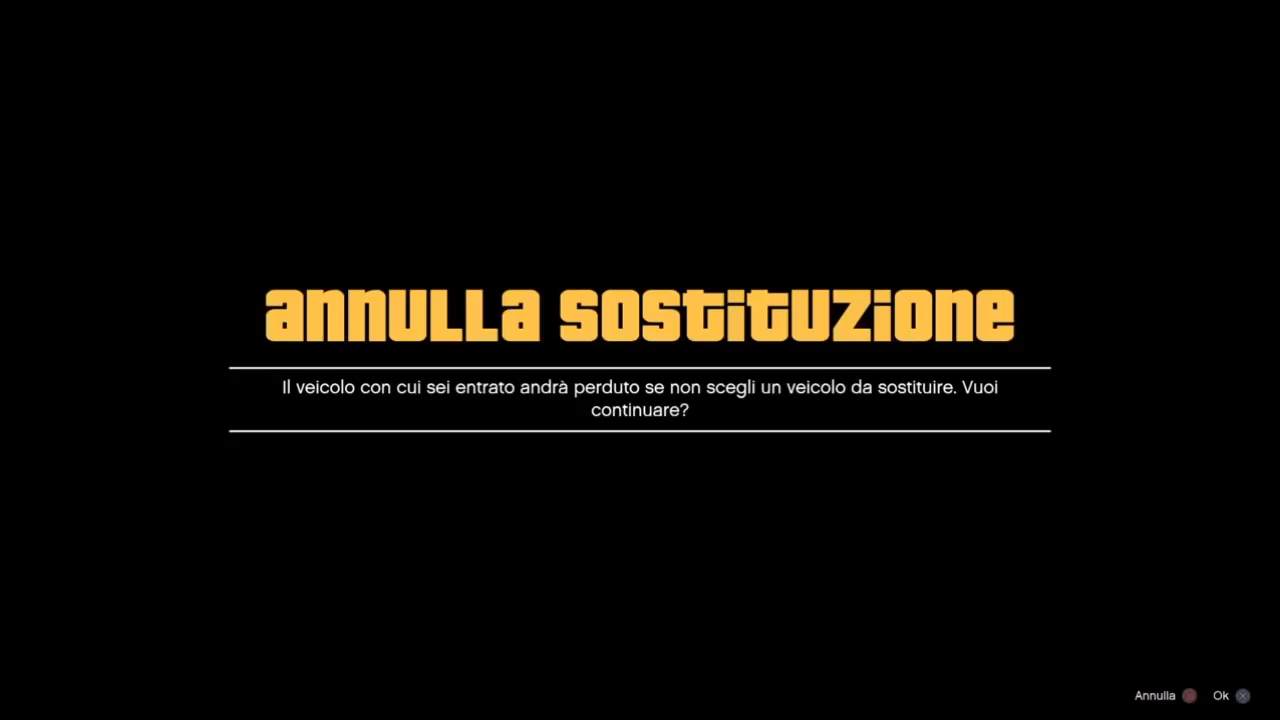 annulla sostituzione
Il veicolo con cui sei entrato andrà perduto se non scegli un veicolo da sostituire. Vuoi
continuare?
Annulla Ok